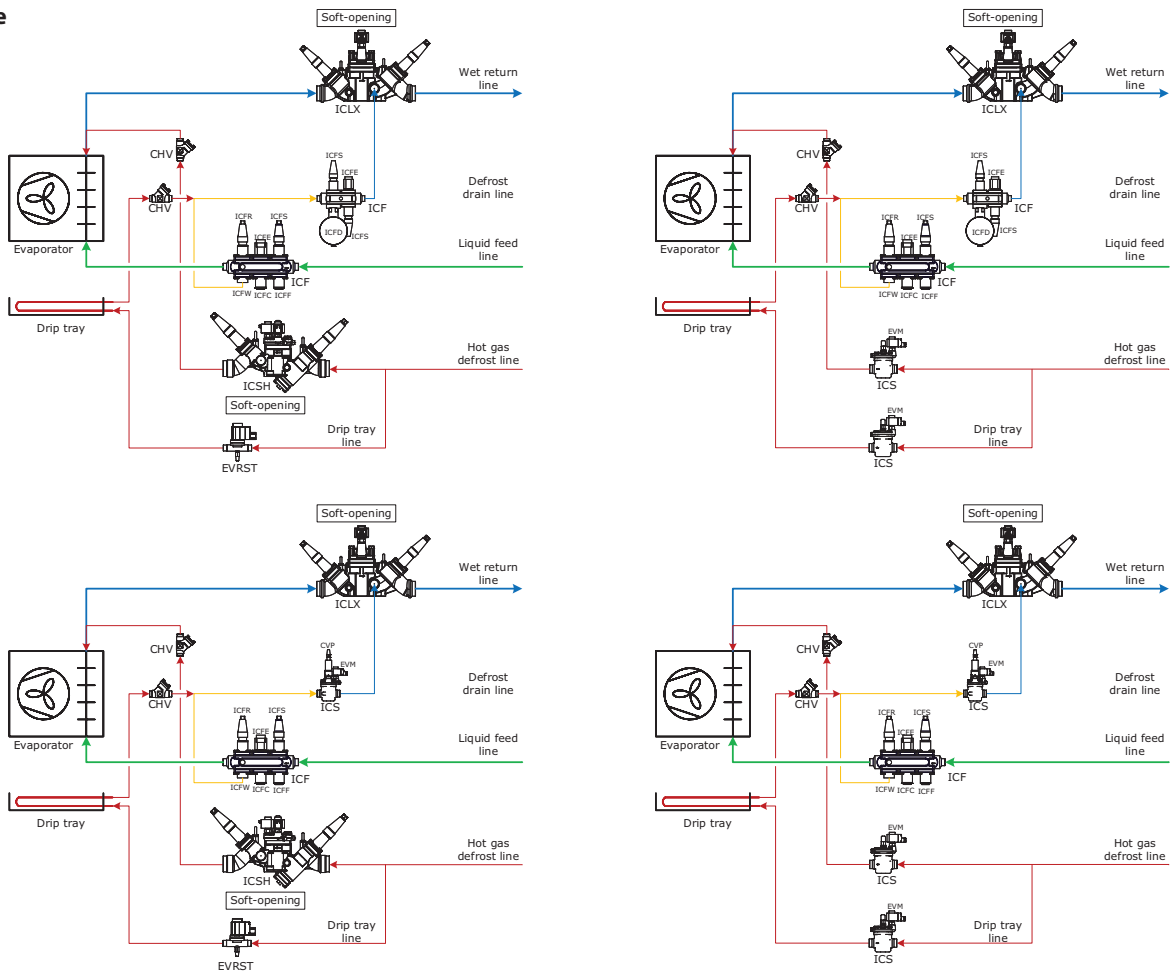 e
Soft-opening
Wet return
line
ICLX
CHV
ICFS
ICFE
Defrost
drain line
CHV
ICF
ICFR
ICFS
ICFD
ICFS
ICFE
Evaporator
Liquid feed
line
ICF
ICFW
ICFC
ICFF
Drip tray
Hot gas
defrost line
ICSH
Soft-opening
Drip tray
line
EVRST
Soft-opening
Wet return
line
ICLX
CHV
ICFS
ICFE
Defrost
drain line
CHV
ICF
ICFR
ICFS
ICFD
ICFS
ICFE
Evaporator
Liquid feed
line
ICF
ICFW
ICFC
ICFF
Drip tray
EVM
Hot gas
defrost line
ICS
EVM
Drip tray
line
ICS
Soft-opening
Wet return
line
ICLX
CHV
CVP
EVM
Defrost
drain line
CHV
ICS
ICFR
ICFS
ICFE
Evaporator
Liquid feed
line
ICF
ICFW
ICFC
ICFF
Drip tray
Hot gas
defrost line
ICSH
Soft-opening
Drip tray
line
EVRST
Soft-opening
Wet return
line
ICLX
CHV
CVP
EVM
Defrost
drain line
CHV
ICS
ICFR
ICFS
ICFE
Evaporator
Liquid feed
line
ICF
ICFW
ICFC
ICFF
Drip tray
EVM
Hot gas
defrost line
ICS
EVM
Drip tray
line
ICS